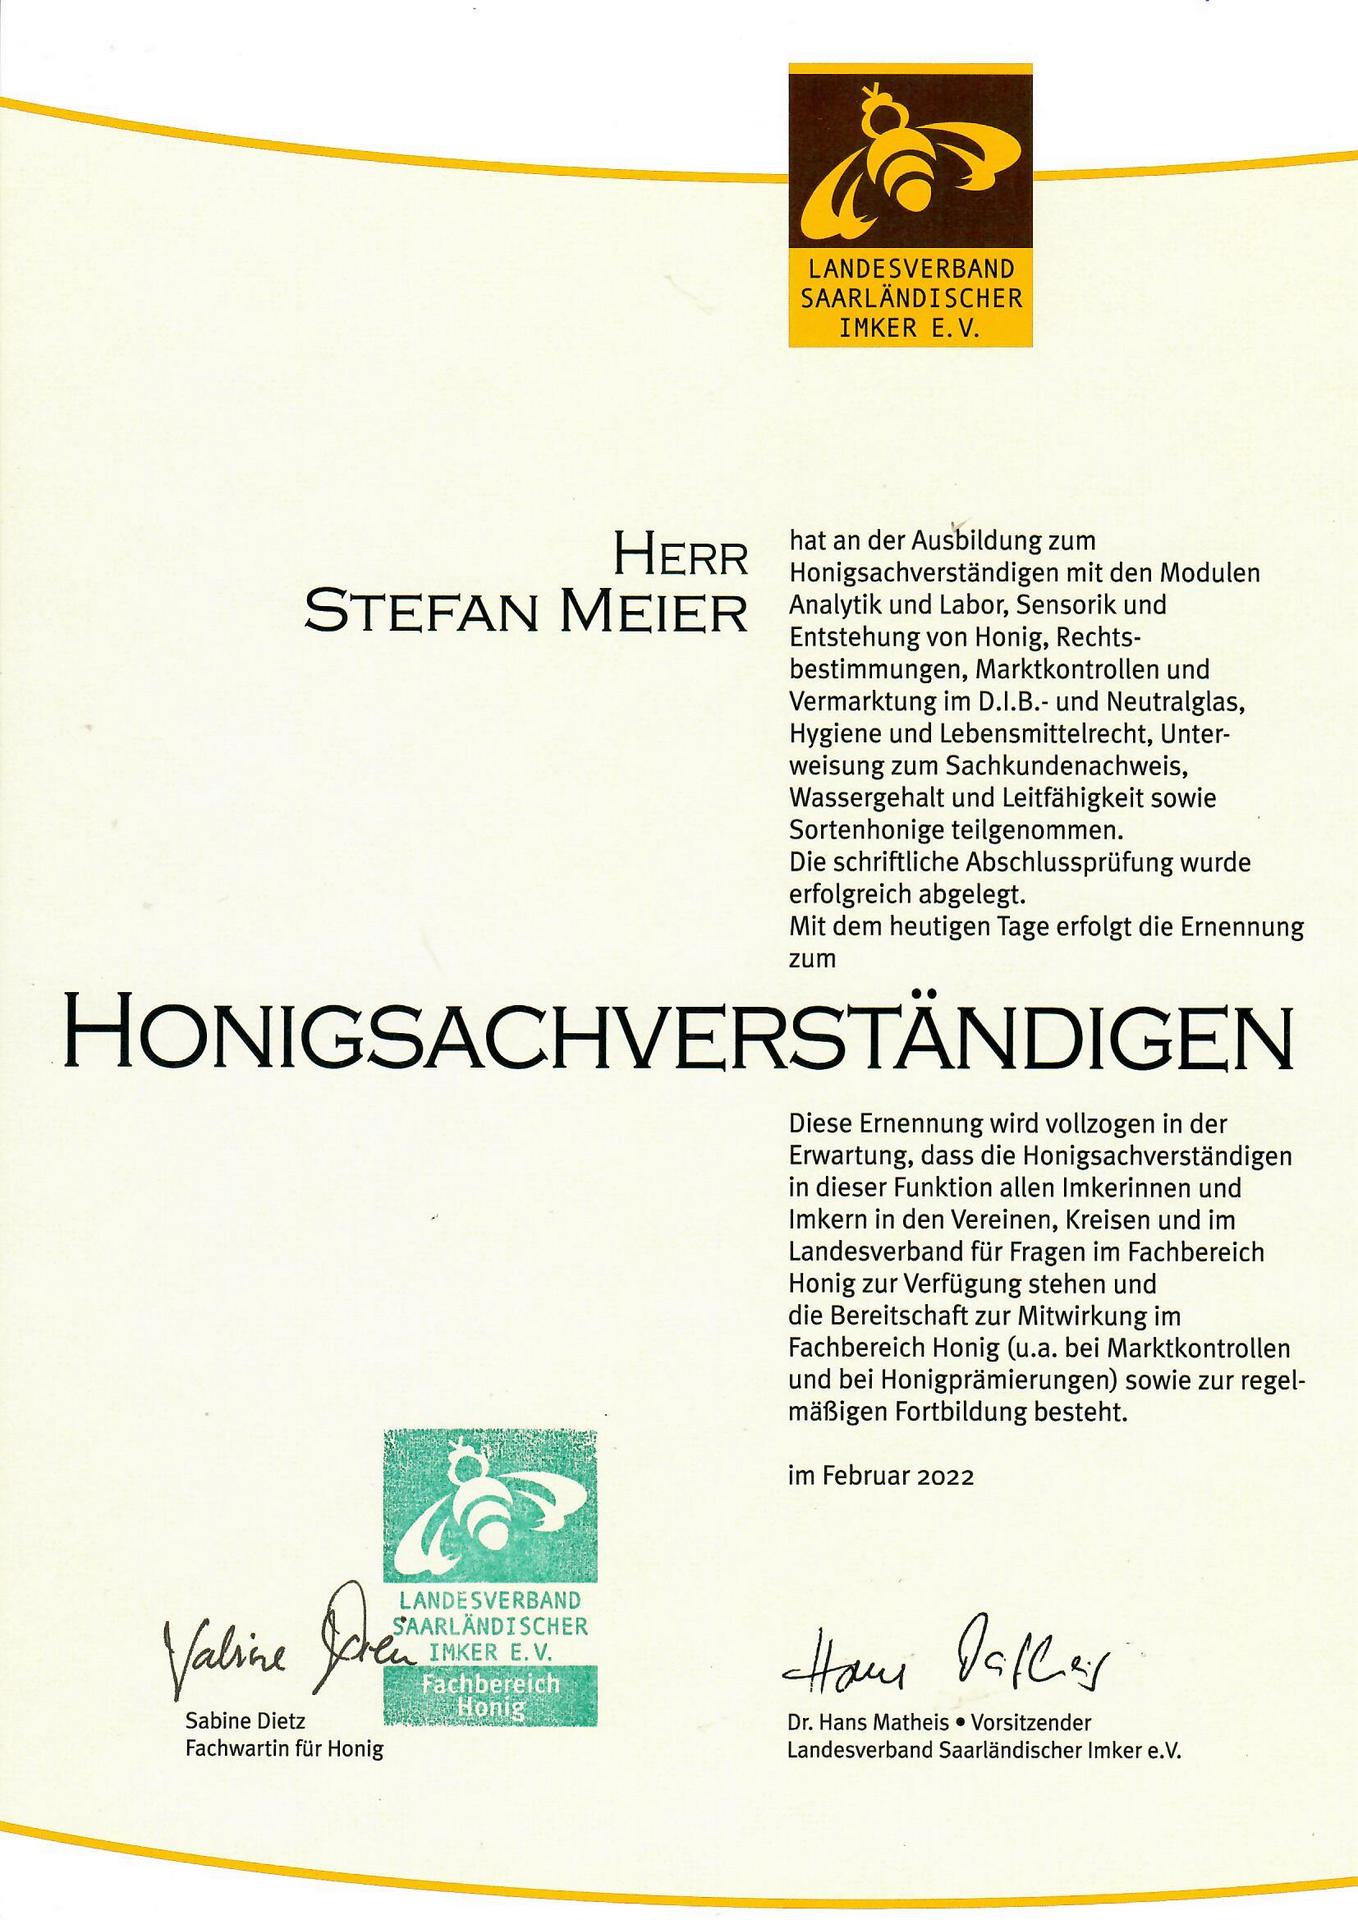 LANDESVERBAND
SAARLÄNDISCHER
IMKER E.V.
HERR
STEFAN MEIER
hat an der Ausbildung zum
Honigsachverständigen mit den Modulen
Analytik und Labor, Sensorik und
Entstehung von Honig, Rechts-
bestimmungen, Marktkontrollen und
Vermarktung im D.I.B.- und Neutralglas,
Hygiene und Lebensmittelrecht, Unter-
weisung zum Sachkundenachweis,
Wassergehalt und Leitfähigkeit sowie
Sortenhonige teilgenommen.
Die schriftliche Abschlussprüfung wurde
erfolgreich abgelegt.
Mit dem heutigen Tage erfolgt die Ernennung
zum
HONIGSACHVERSTÄNDIGEN
Diese Ernennung wird vollzogen in der
Erwartung, dass die Honigsachverständigen
in dieser Funktion allen Imkerinnen und
Imkern in den Vereinen, Kreisen und im
Landesverband für Fragen im Fachbereich
Honig zur Verfügung stehen und
die Bereitschaft zur Mitwirkung im
Fachbereich Honig (u.a. bei Marktkontrollen
und bei Honigprämierungen) sowie zur regel-
mäßigen Fortbildung besteht.
im Februar 2022
LANDESVERBAND
SAARLÄNDISCHER
IMKER E.V.
Fachbereich
Honig
Sabine Dietz
Fachwartin für Honig
Hans Matheis
Dr. Hans Matheis • Vorsitzender
Landesverband Saarländischer Imker e.V.